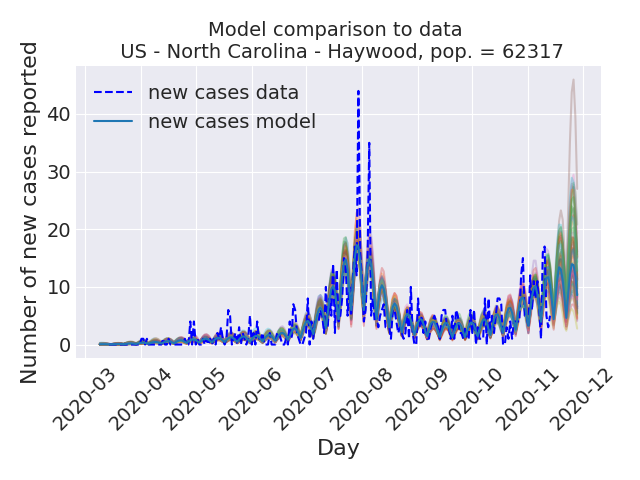 Model comparison to data
US - North Carolina - Haywood, pop. = 62317
Number of new cases reported
40
30
20
10
0
new cases data
new cases model
2020-03
2020-04
2020-05
2020-06
2020-07
2020-08
2020-09
2020-10
2020-11
2020-12
Day